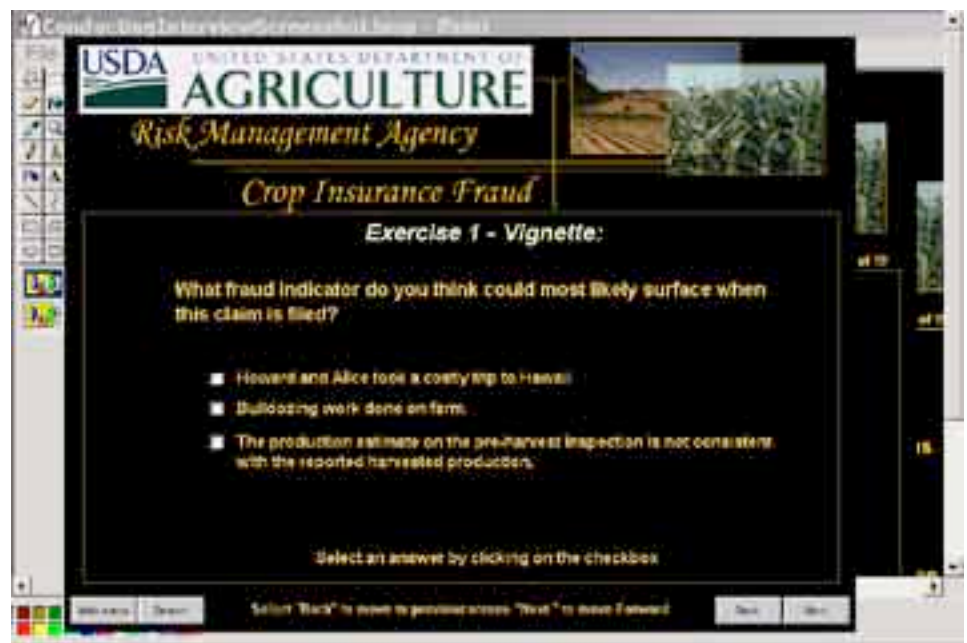 USDA
UNITED STATES DEPARTMENT OF
AGRICULTURE
Risk Management Agency
Crop Insurance Fraud
Exercise 1 - Vignette:
What fraud indicator do you think could most likely surface when
this claim is filed?
Howard and Alice took a costly trip to Hawaii
Bulldozing work done on farm.
The production estimate on the pre-harvest inspection is not consistent
with the reported harvested production.
Select an answer by clicking on the checkbox
Select "Back" to move to previous screen "Next" to move Forward